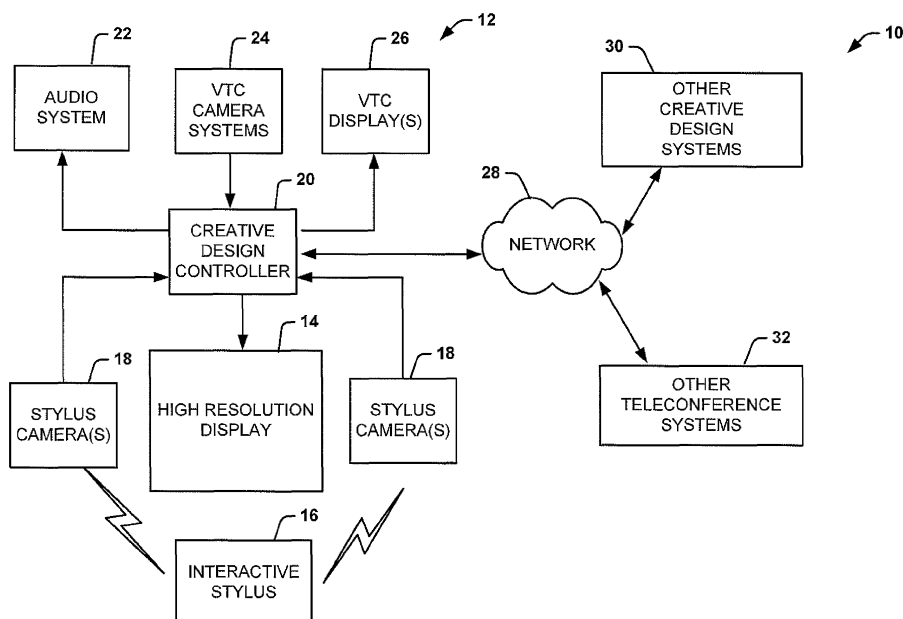 12
10
22
24
26
30
AUDIO
SYSTEM
VTC
CAMERA
SYSTEMS
VTC
DISPLAY(S)
OTHER
CREATIVE
DESIGN
SYSTEMS
20
28
CREATIVE
DESIGN
CONTROLLER
NETWORK
14
18
18
32
STYLUS
CAMERA(S)
HIGH RESOLUTION
DISPLAY
STYLUS
CAMERA(S)
OTHER
TELECONFERENCE
SYSTEMS
16
INTERACTIVE
STYLUS